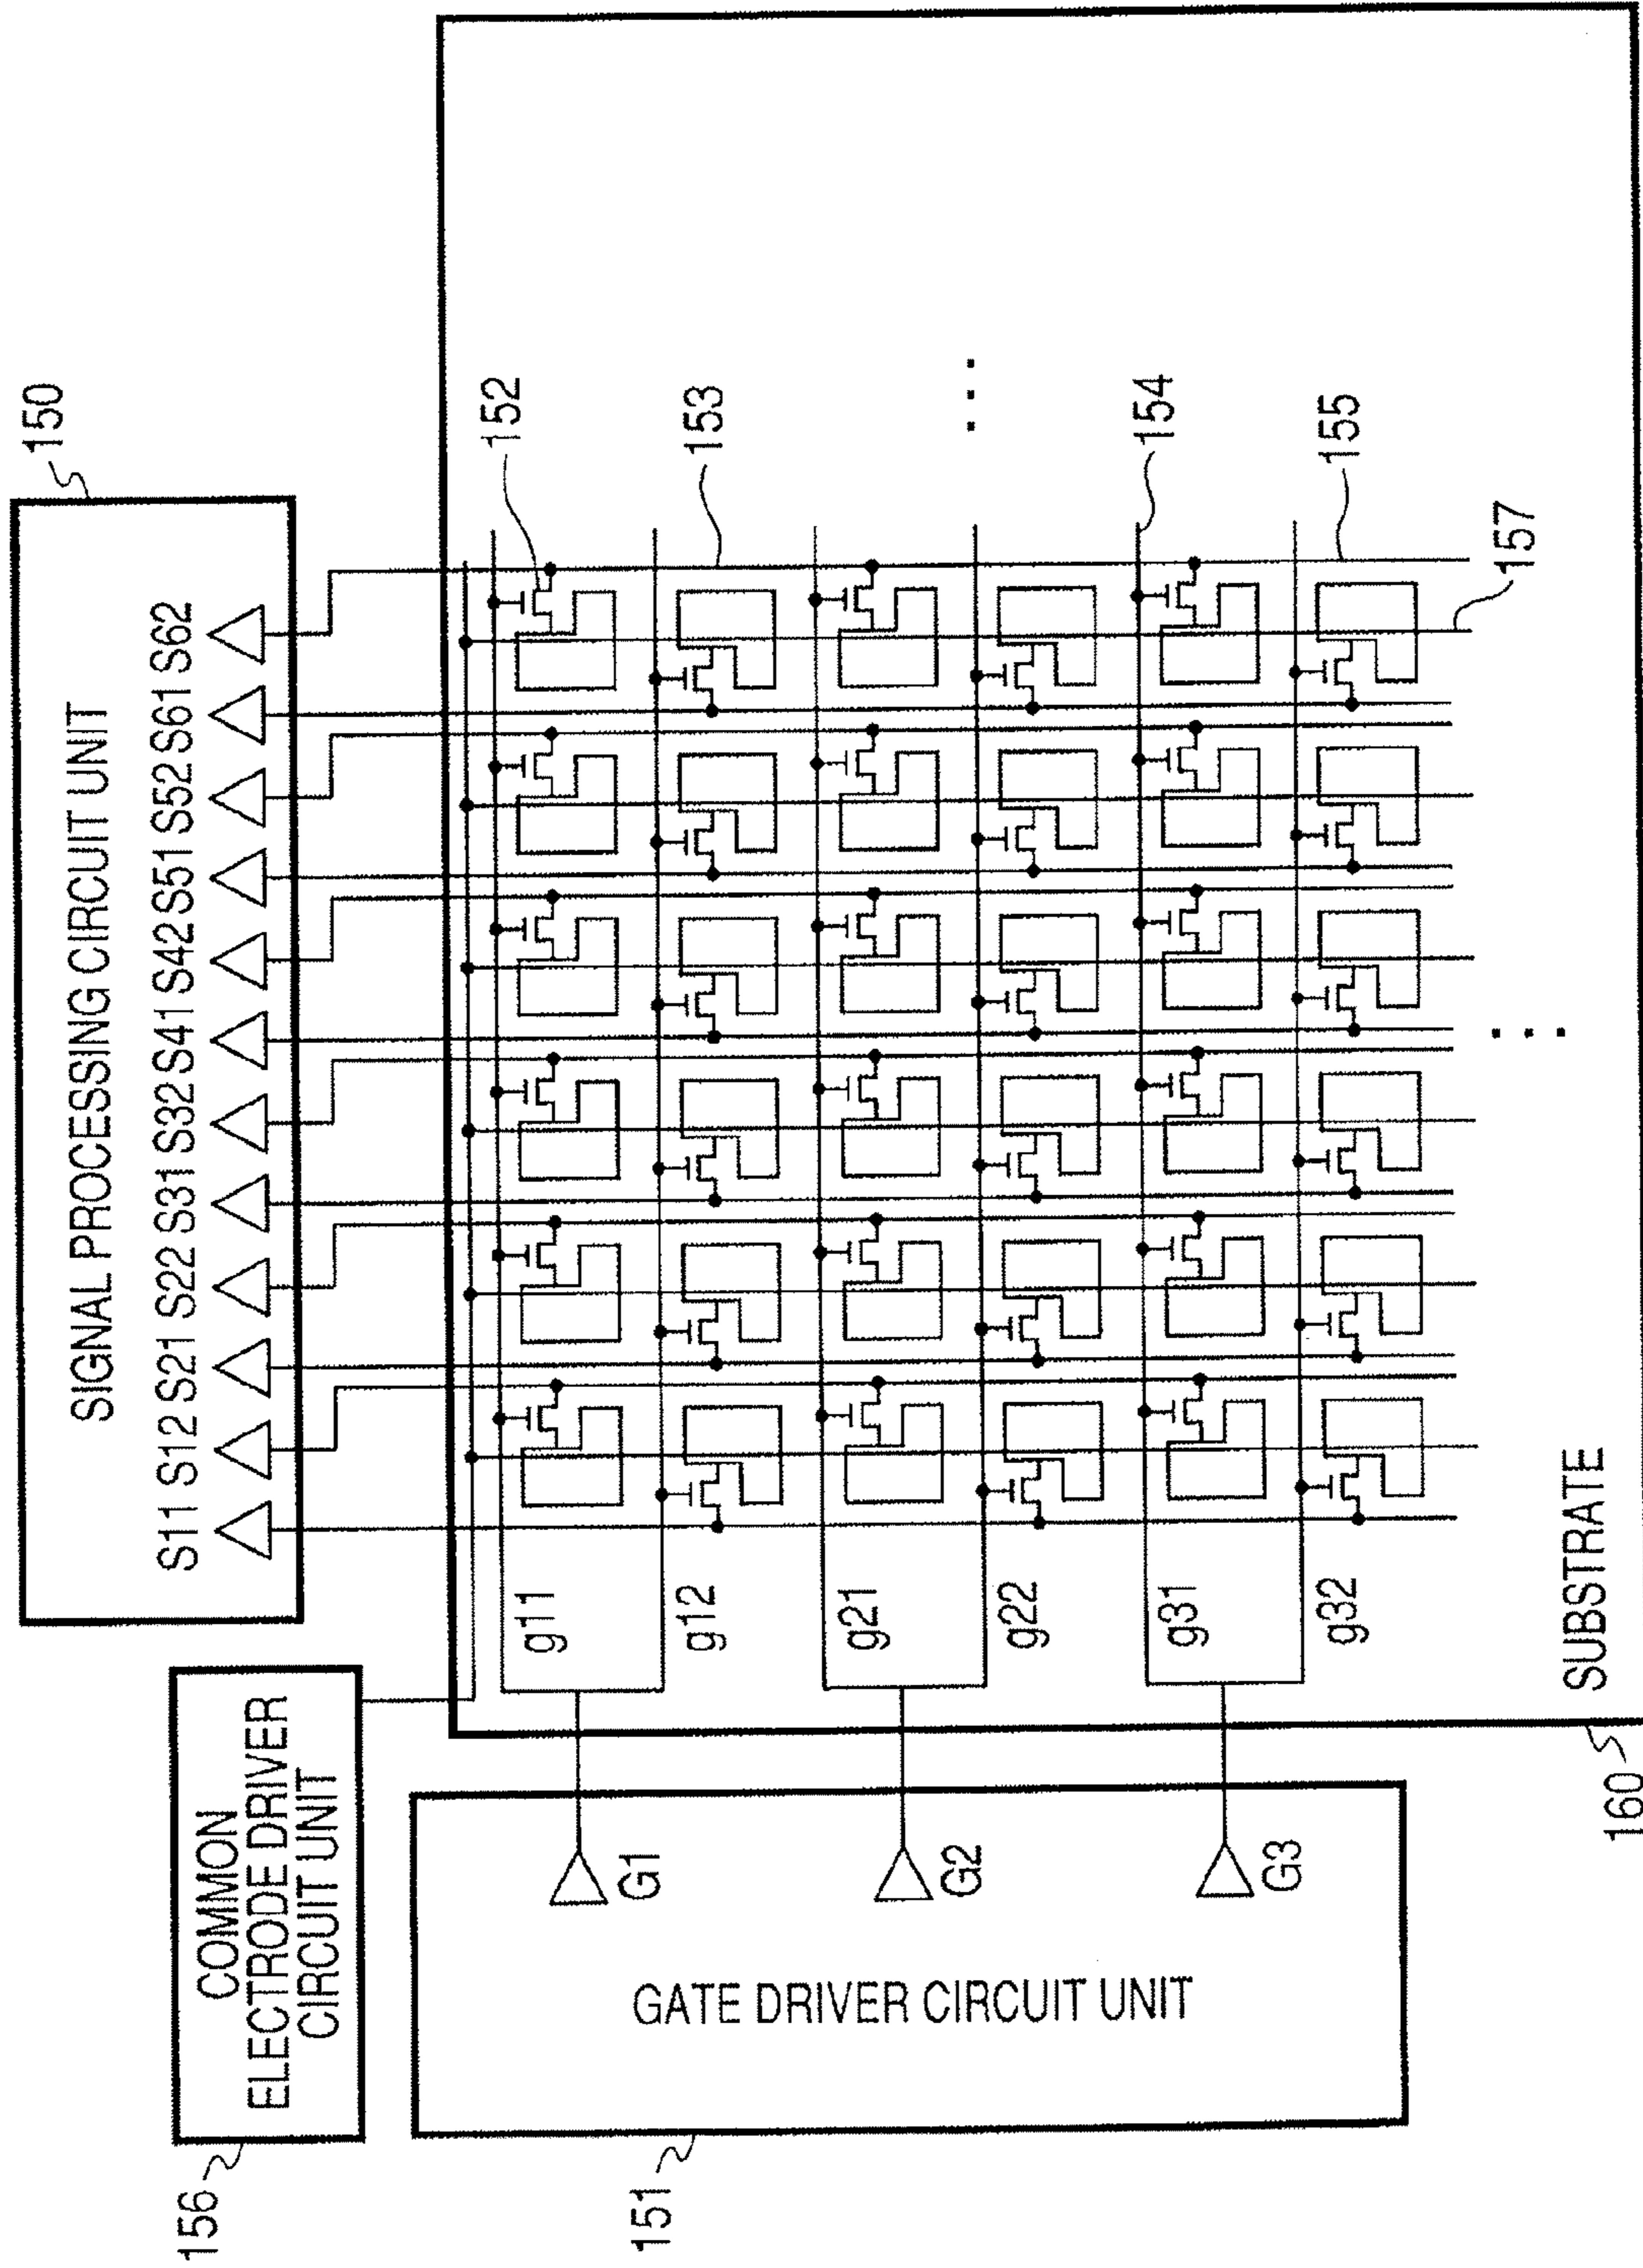 150
SIGNAL PROCESSING CIRCUIT UNIT
S11 S12 S21 S22 S31 S32 S41 S42 S51 S52 S61 S62
156
COMMON
ELECTRODE DRIVER
CIRCUIT UNIT
151
GATE DRIVER CIRCUIT UNIT
G1
G2
G3
g11
g12
g21
g22
g31
g32
152
153
154
155
157
SUBSTRATE
160